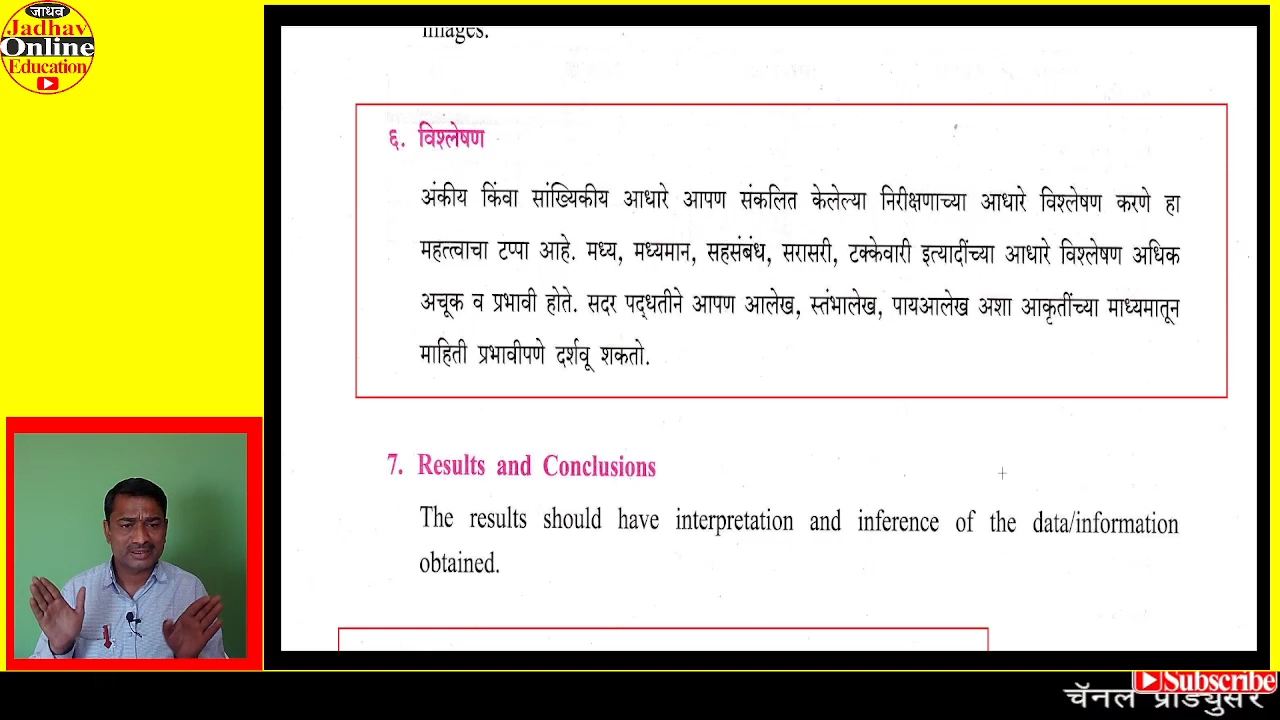 जाधव
Jadhav
Online
Education
images.
६. विश्लेषण
अंकीय किंवा सांख्यिकीय आधारे आपण संकलित केलेल्या निरीक्षणाच्या आधारे विश्लेषण करणे हा
महत्त्वाचा टप्पा आहे. मध्य, मध्यमान, सहसंबंध, सरासरी, टक्केवारी इत्यादींच्या आधारे विश्लेषण अधिक
अचूक व प्रभावी होते. सदर पद्धतीने आपण आलेख, स्तंभालेख, पायआलेख अशा आकृतींच्या माध्यमातून
माहिती प्रभावीपणे दर्शवू शकतो.
7. Results and Conclusions
The results should have interpretation and inference of the data/information
obtained.
Subscribe
चॅनल प्रोड्युसर